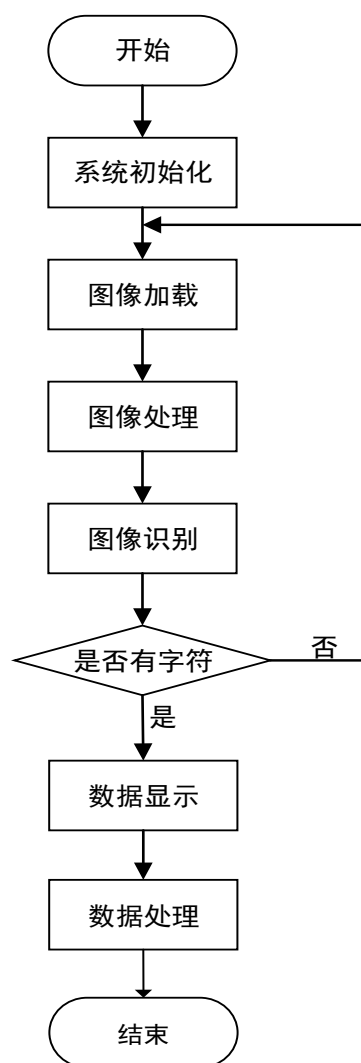 开始
系统初始化
图像加载
图像处理
图像识别
是否有字符
否
是
数据显示
数据处理
结束